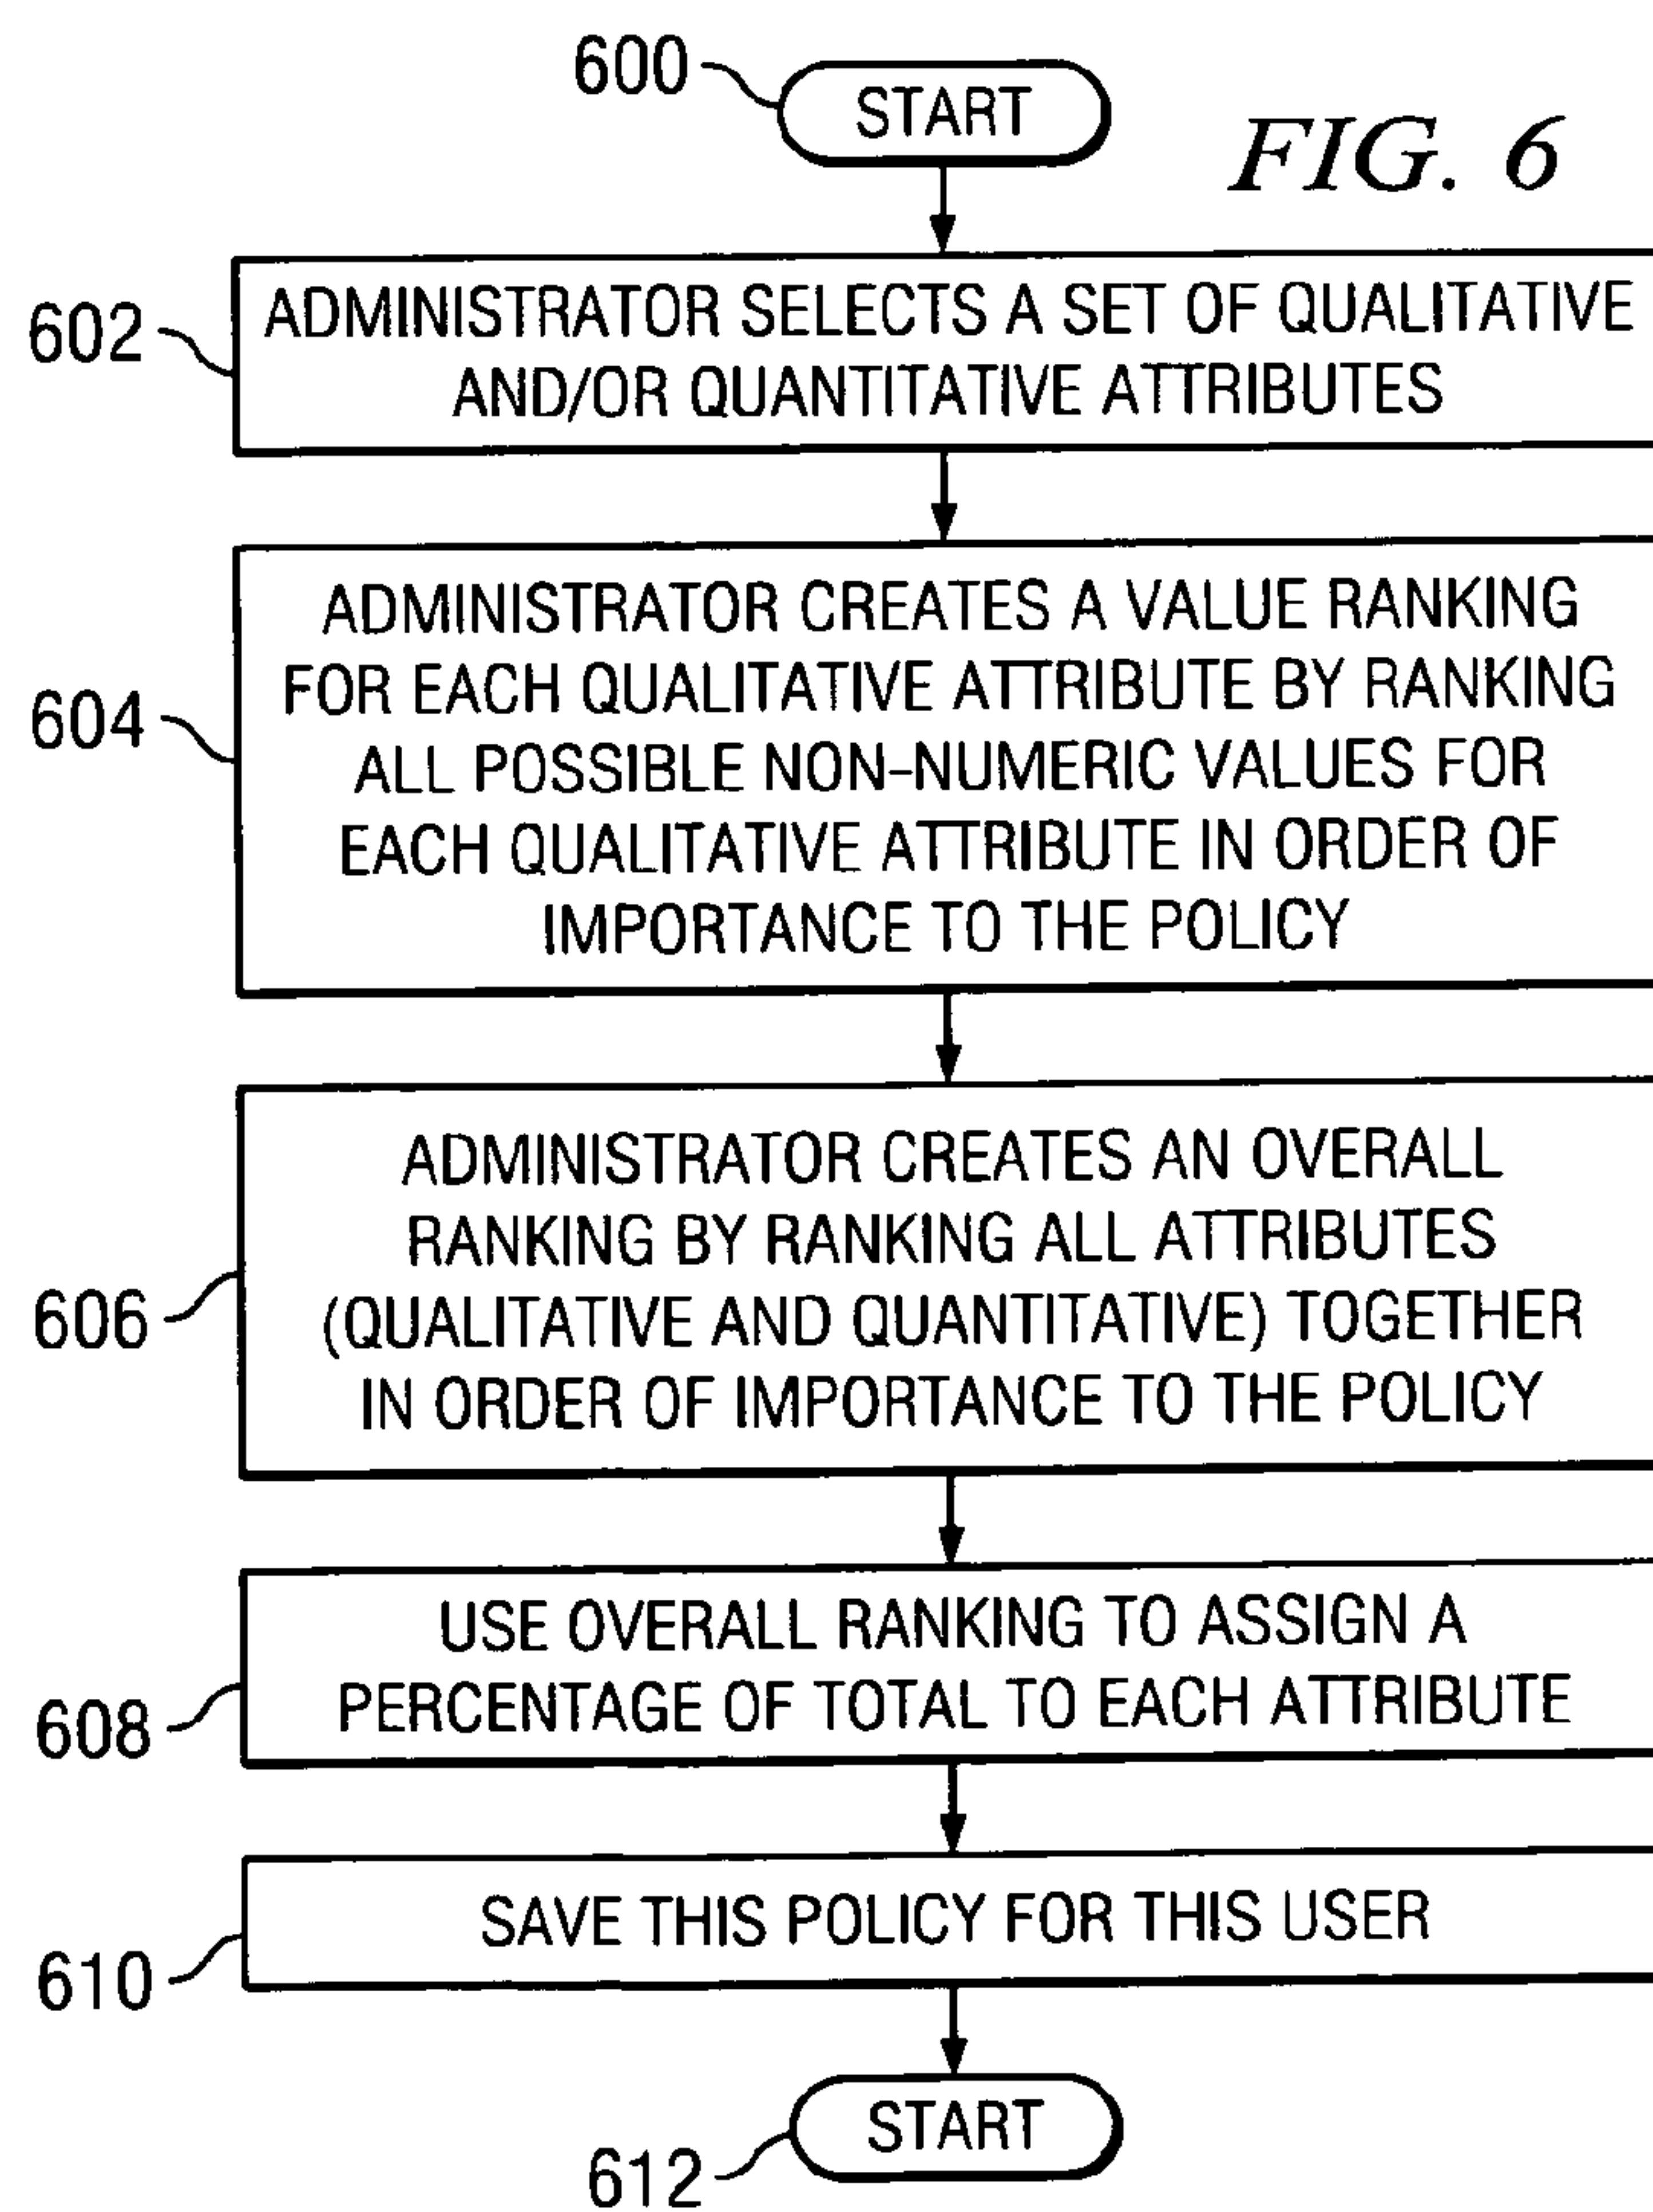 600
START
FIG. 6
602
ADMINISTRATOR SELECTS A SET OF QUALITATIVE
AND/OR QUANTITATIVE ATTRIBUTES
604
ADMINISTRATOR CREATES A VALUE RANKING
FOR EACH QUALITATIVE ATTRIBUTE BY RANKING
ALL POSSIBLE NON-NUMERIC VALUES FOR
EACH QUALITATIVE ATTRIBUTE IN ORDER OF
IMPORTANCE TO THE POLICY
606
ADMINISTRATOR CREATES AN OVERALL
RANKING BY RANKING ALL ATTRIBUTES
(QUALITATIVE AND QUANTITATIVE) TOGETHER
IN ORDER OF IMPORTANCE TO THE POLICY
608
USE OVERALL RANKING TO ASSIGN A
PERCENTAGE OF TOTAL TO EACH ATTRIBUTE
610
SAVE THIS POLICY FOR THIS USER
START
612